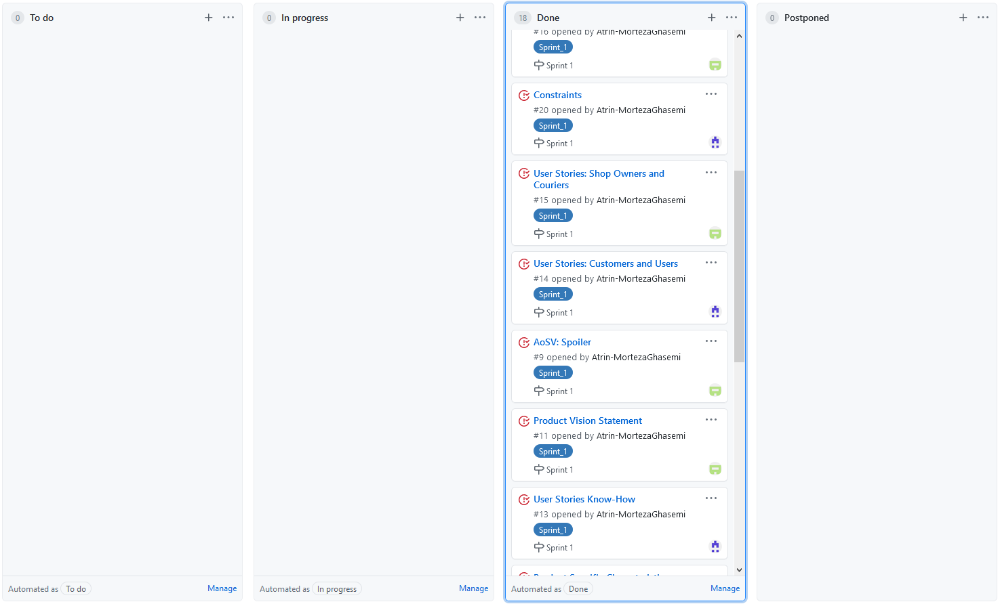 0 To do
Automated as To do Manage
0 In progress
Automated as In progress Manage
18 Done
#16 opened by Atrin-MortezaGhasemi
Sprint_1
Sprint 1
Constraints
#20 opened by Atrin-MortezaGhasemi
Sprint_1
Sprint 1
User Stories: Shop Owners and
Couriers
#15 opened by Atrin-MortezaGhasemi
Sprint_1
Sprint 1
User Stories: Customers and Users
#14 opened by Atrin-MortezaGhasemi
Sprint_1
Sprint 1
AoSV: Spoiler
#9 opened by Atrin-MortezaGhasemi
Sprint_1
Sprint 1
Product Vision Statement
#11 opened by Atrin-MortezaGhasemi
Sprint_1
Sprint 1
User Stories Know-How
#13 opened by Atrin-MortezaGhasemi
Sprint_1
Sprint 1
Automated as Done Manage
0 Postponed